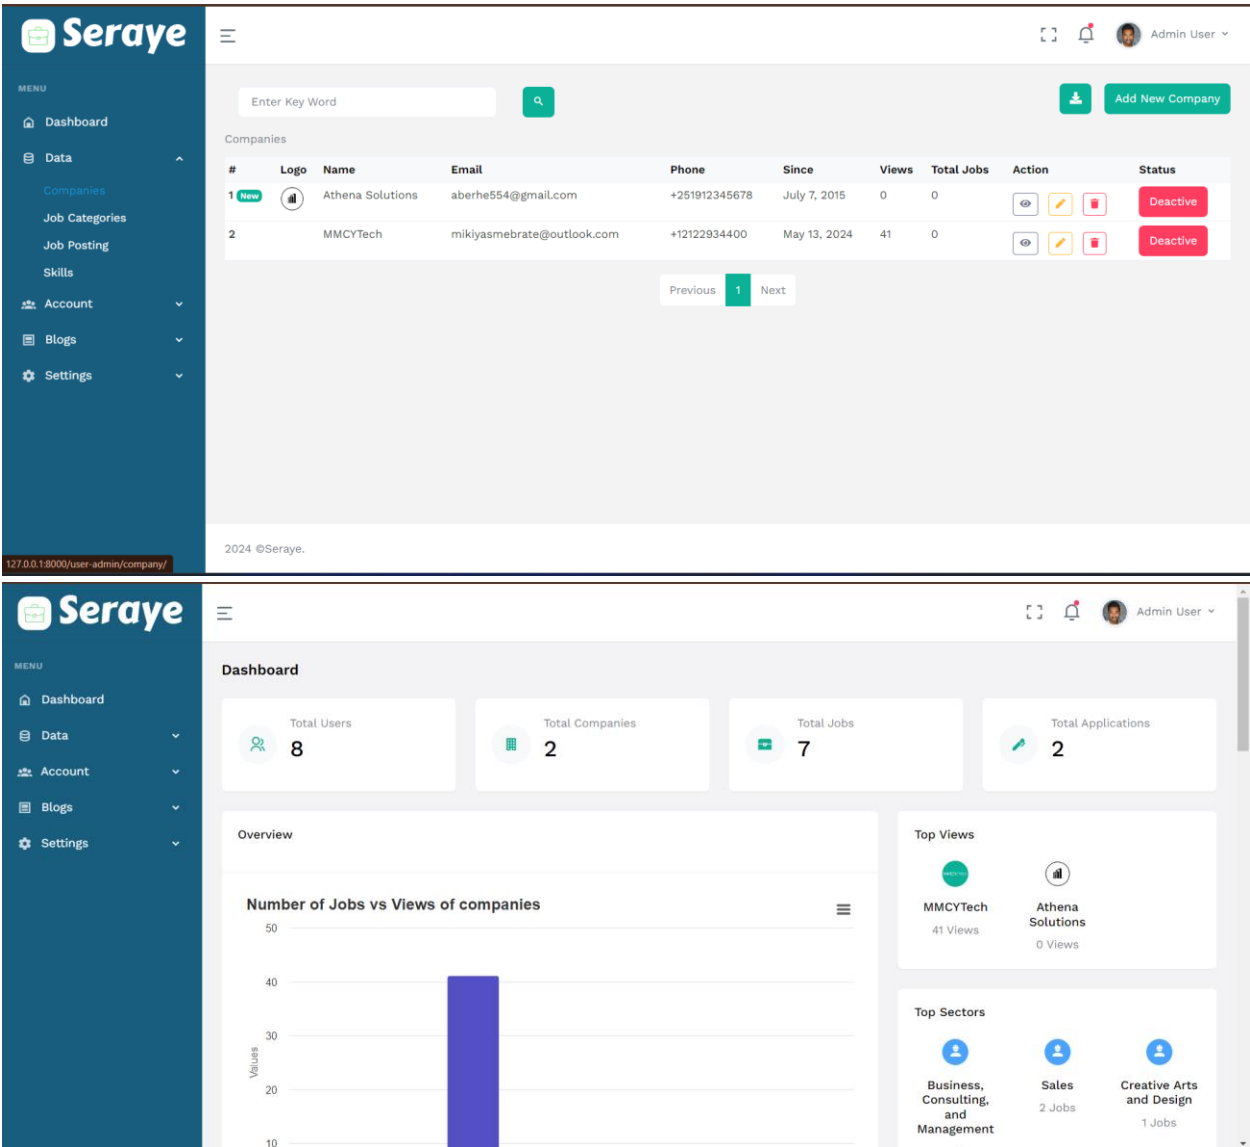 Seraye
Admin User
MENU
Enter Key Word
Add New Company
Dashboard
Companies
Data
# Logo Name Email Phone Since Views Total Jobs Action Status
Companies
1 New Athena Solutions aberhe554@gmail.com +251912345678 July 7, 2015 0 0 Deactive
Job Categories
2 MMCYTech mikiyasmebrate@outlook.com +12122934400 May 13, 2024 41 0 Deactive
Job Posting
Skills
Previous 1 Next
Account
Blogs
Settings
2024 ©Seraye.
127.0.0.1:8000/user-admin/company/
Seraye
Admin User
MENU
Dashboard
Dashboard
Data
Account
Blogs
Settings
Total Users
8
Total Companies
2
Total Jobs
7
Total Applications
2
Overview
Number of Jobs vs Views of companies
50
40
30
20
10
Values
Top Views
MMCYTech
41 Views
Athena
Solutions
0 Views
Top Sectors
Business,
Consulting,
and
Management
Sales
2 Jobs
Creative Arts
and Design
1 Jobs